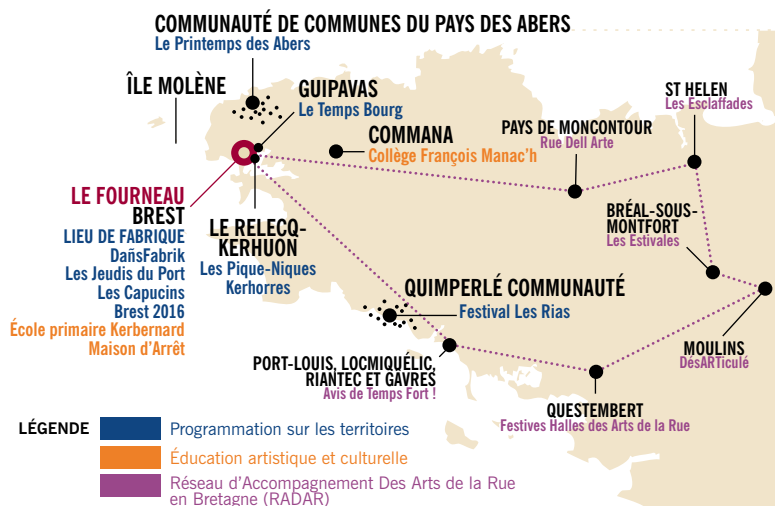 COMMUNAUTÉ DE COMMUNES DU PAYS DES ABERS
Le Printemps des Abers
ÎLE MOLÈNE
GUIPAVAS
Le Temps Bourg
COMMANA
Collège François Manac'h
PAYS DE MONCONTOUR
Rue Dell Arte
ST HELEN
Les Esclaffades
LE FOURNEAU
BREST
LIEU DE FABRIQUE
DañsFabrik
Les Jeudis du Port
Les Capucins
Brest 2016
École primaire Kerbernard
Maison d'Arrêt
LE RELECQ-
KERHUON
Les Pique-Niques
Kerhorres
BRÉAL-SOUS-
MONTFORT
Les Estivales
QUIMPERLÉ COMMUNAUTÉ
Festival Les Rias
MOULINS
DésARTiculé
PORT-LOUIS, LOCMIQUÉLIC,
RIANTEC ET GÂVRES
Avis de Temps Fort !
QUESTEMBERT
Festives Halles des Arts de la Rue
LÉGENDE
Programmation sur les territoires
Éducation artistique et culturelle
Réseau d'Accompagnement Des Arts de la Rue
en Bretagne (RADAR)